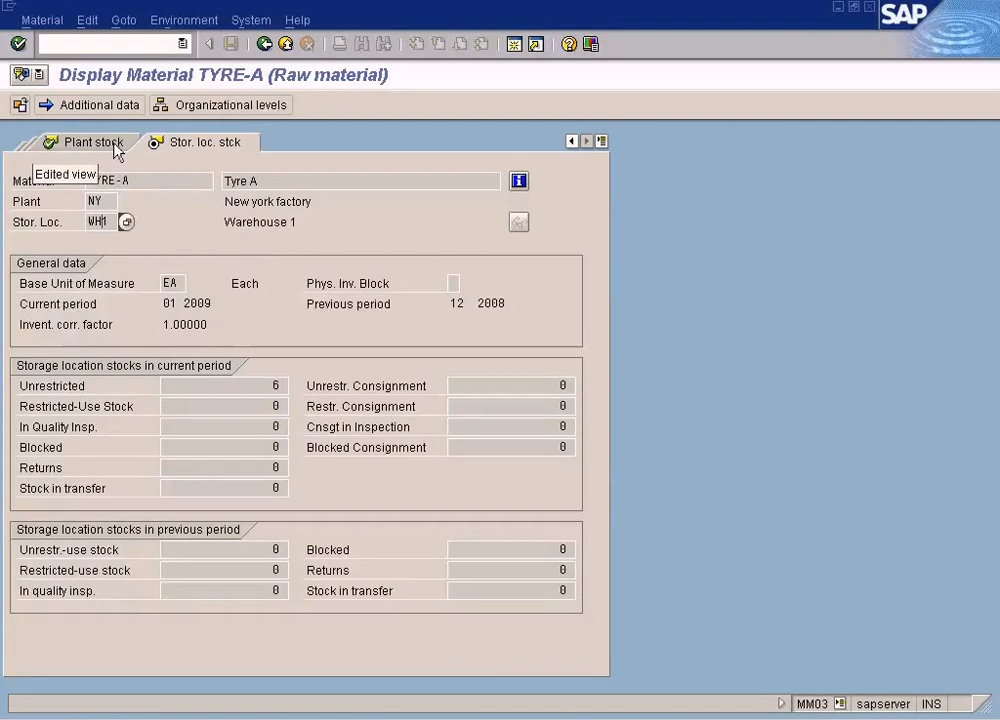 Material Edit Goto Environment System Help
SAP
Display Material TYRE-A (Raw material)
Additional data Organizational levels
Plant stock Stor. loc. stck
Edited view
YRE-A Tyre A
Plant NY New york factory
Stor. Loc. WH1 Warehouse 1
General data
Base Unit of Measure EA Each Phys. Inv. Block
Current period 01 2009 Previous period 12 2008
Invent. corr. factor 1.00000
Storage location stocks in current period
Unrestricted 6 Unrestr. Consignment 0
Restricted-Use Stock 0 Restr. Consignment 0
In Quality Insp. 0 Cnsgt in Inspection 0
Blocked 0 Blocked Consignment 0
Returns 0
Stock in transfer 0
Storage location stocks in previous period
Unrestr.-use stock 0 Blocked 0
Restricted-use stock 0 Returns 0
In quality insp. 0 Stock in transfer 0
MM03 sapserver INS